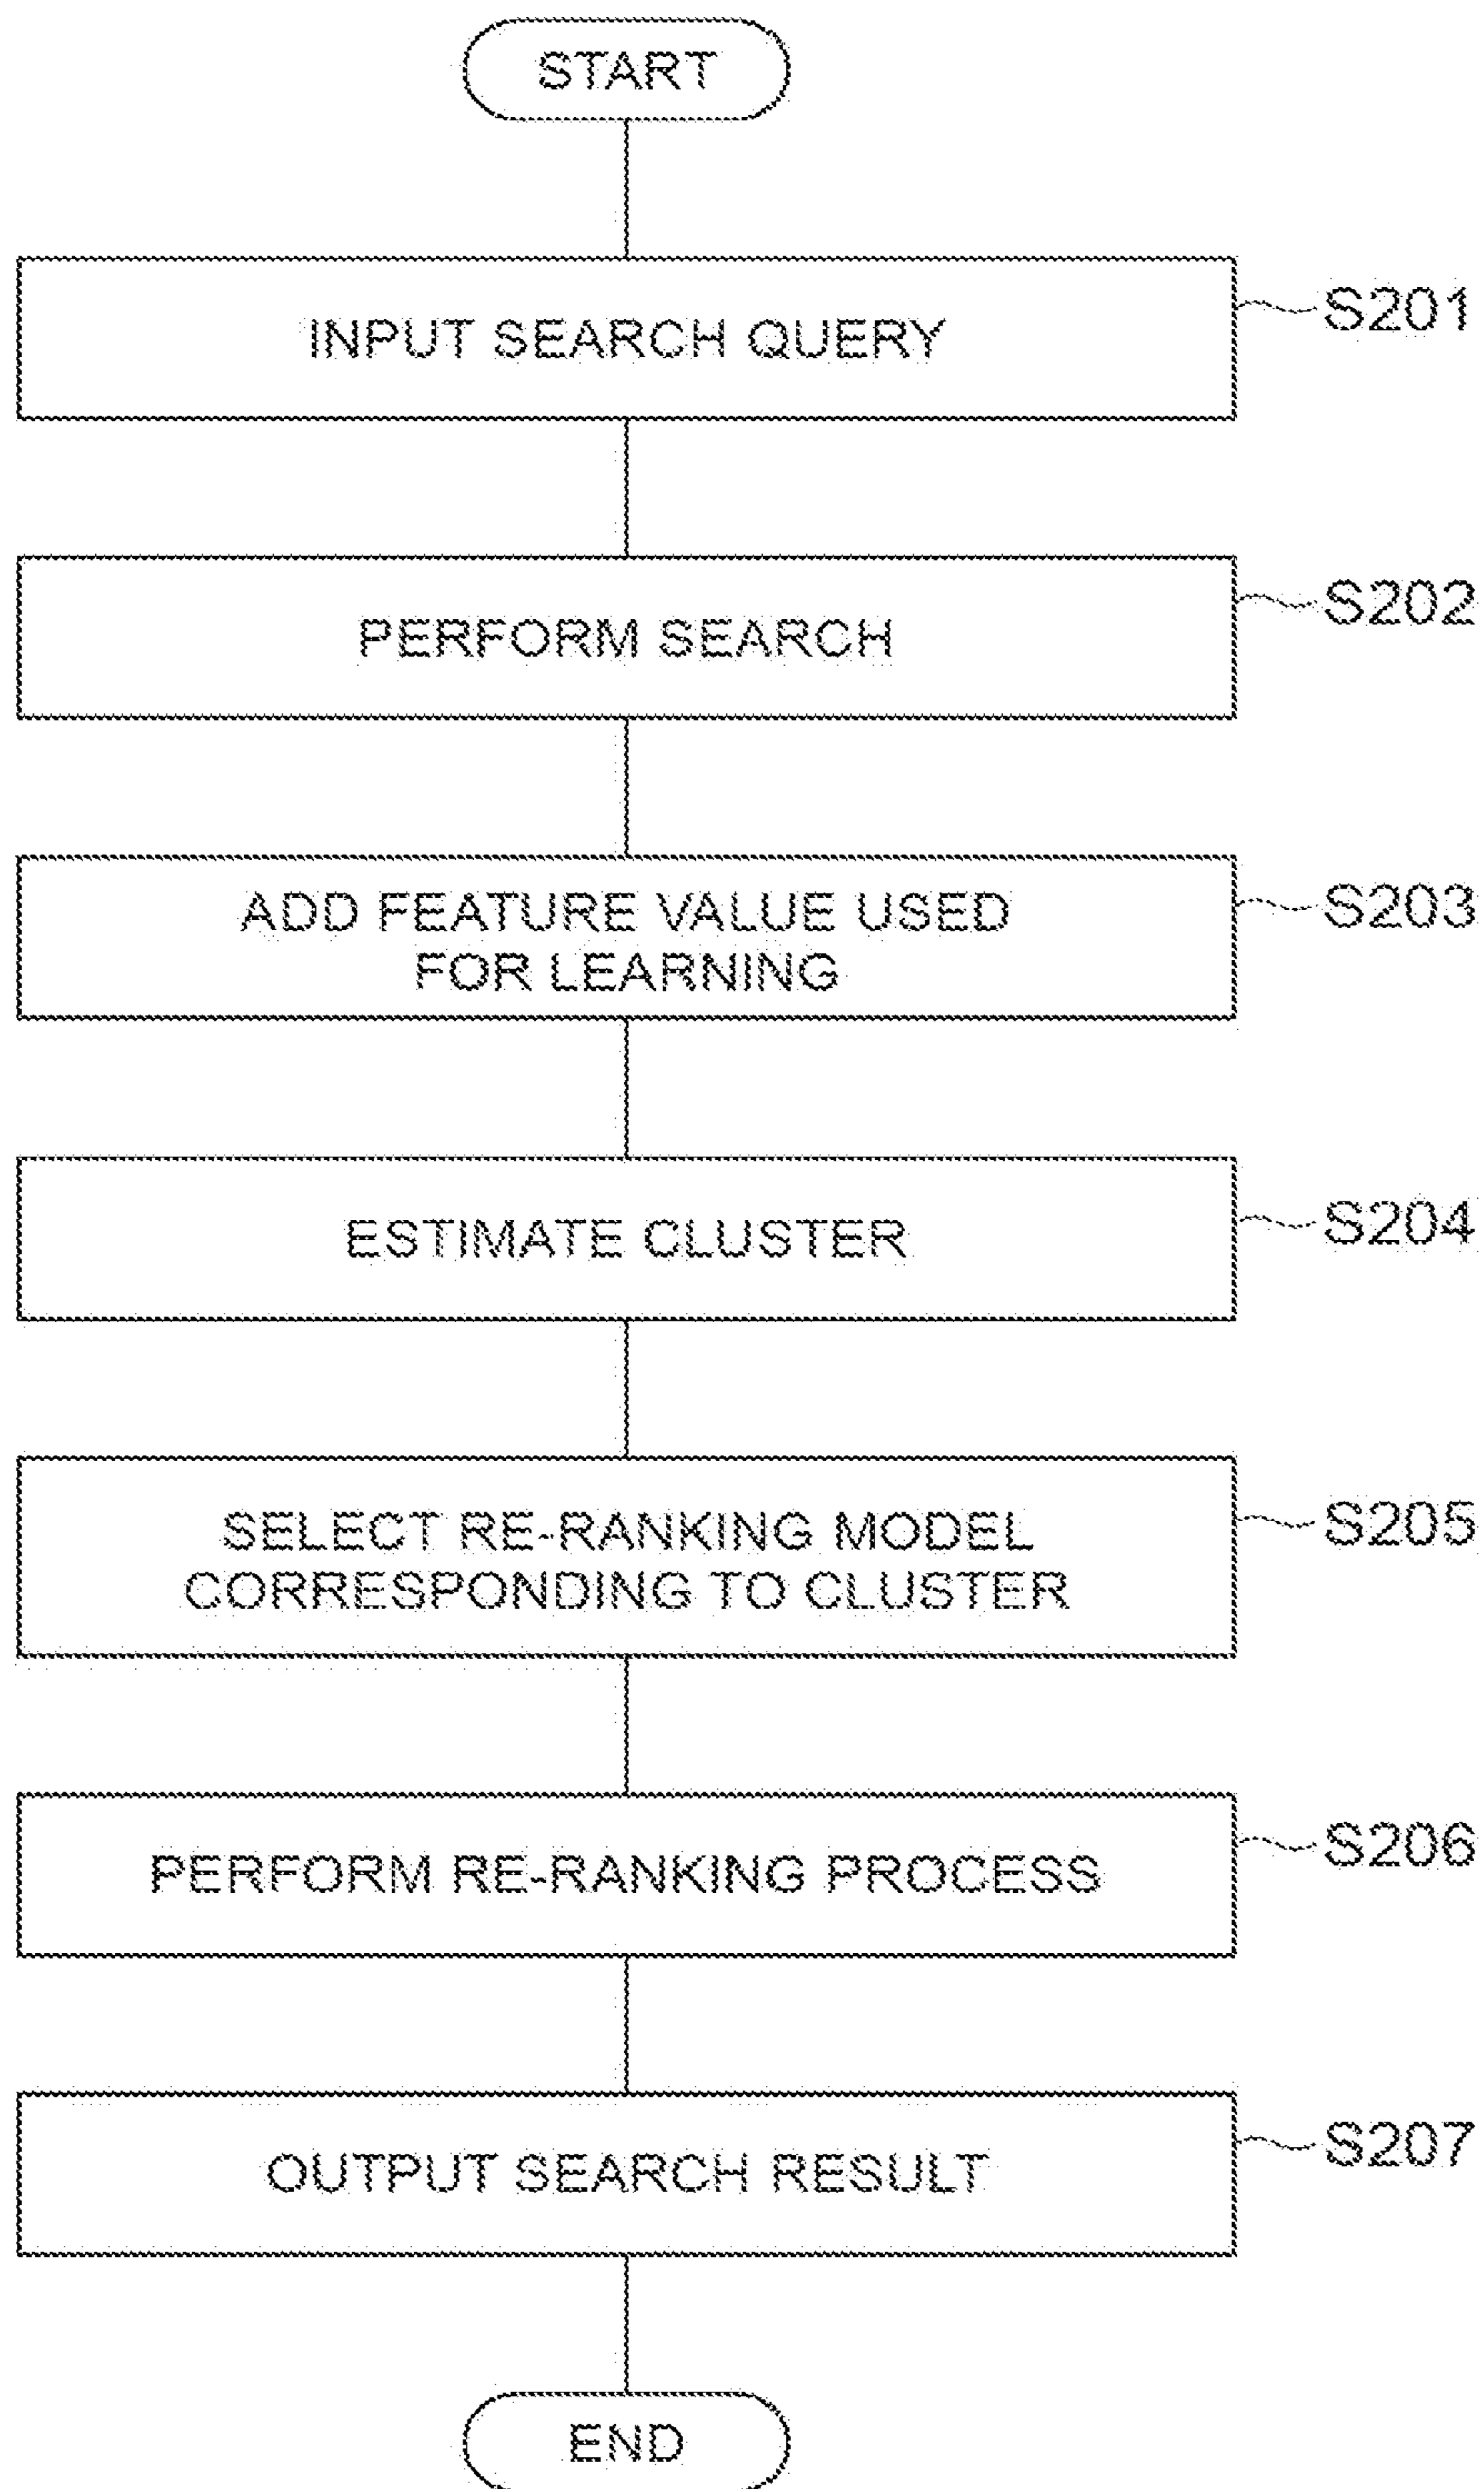 START
INPUT SEARCH QUERY
S201
PERFORM SEARCH
S202
ADD FEATURE VALUE USED
FOR LEARNING
S203
ESTIMATE CLUSTER
S204
SELECT RE-RANKING MODEL
CORRESPONDING TO CLUSTER
S205
PERFORM RE-RANKING PROCESS
S206
OUTPUT SEARCH RESULT
S207
END